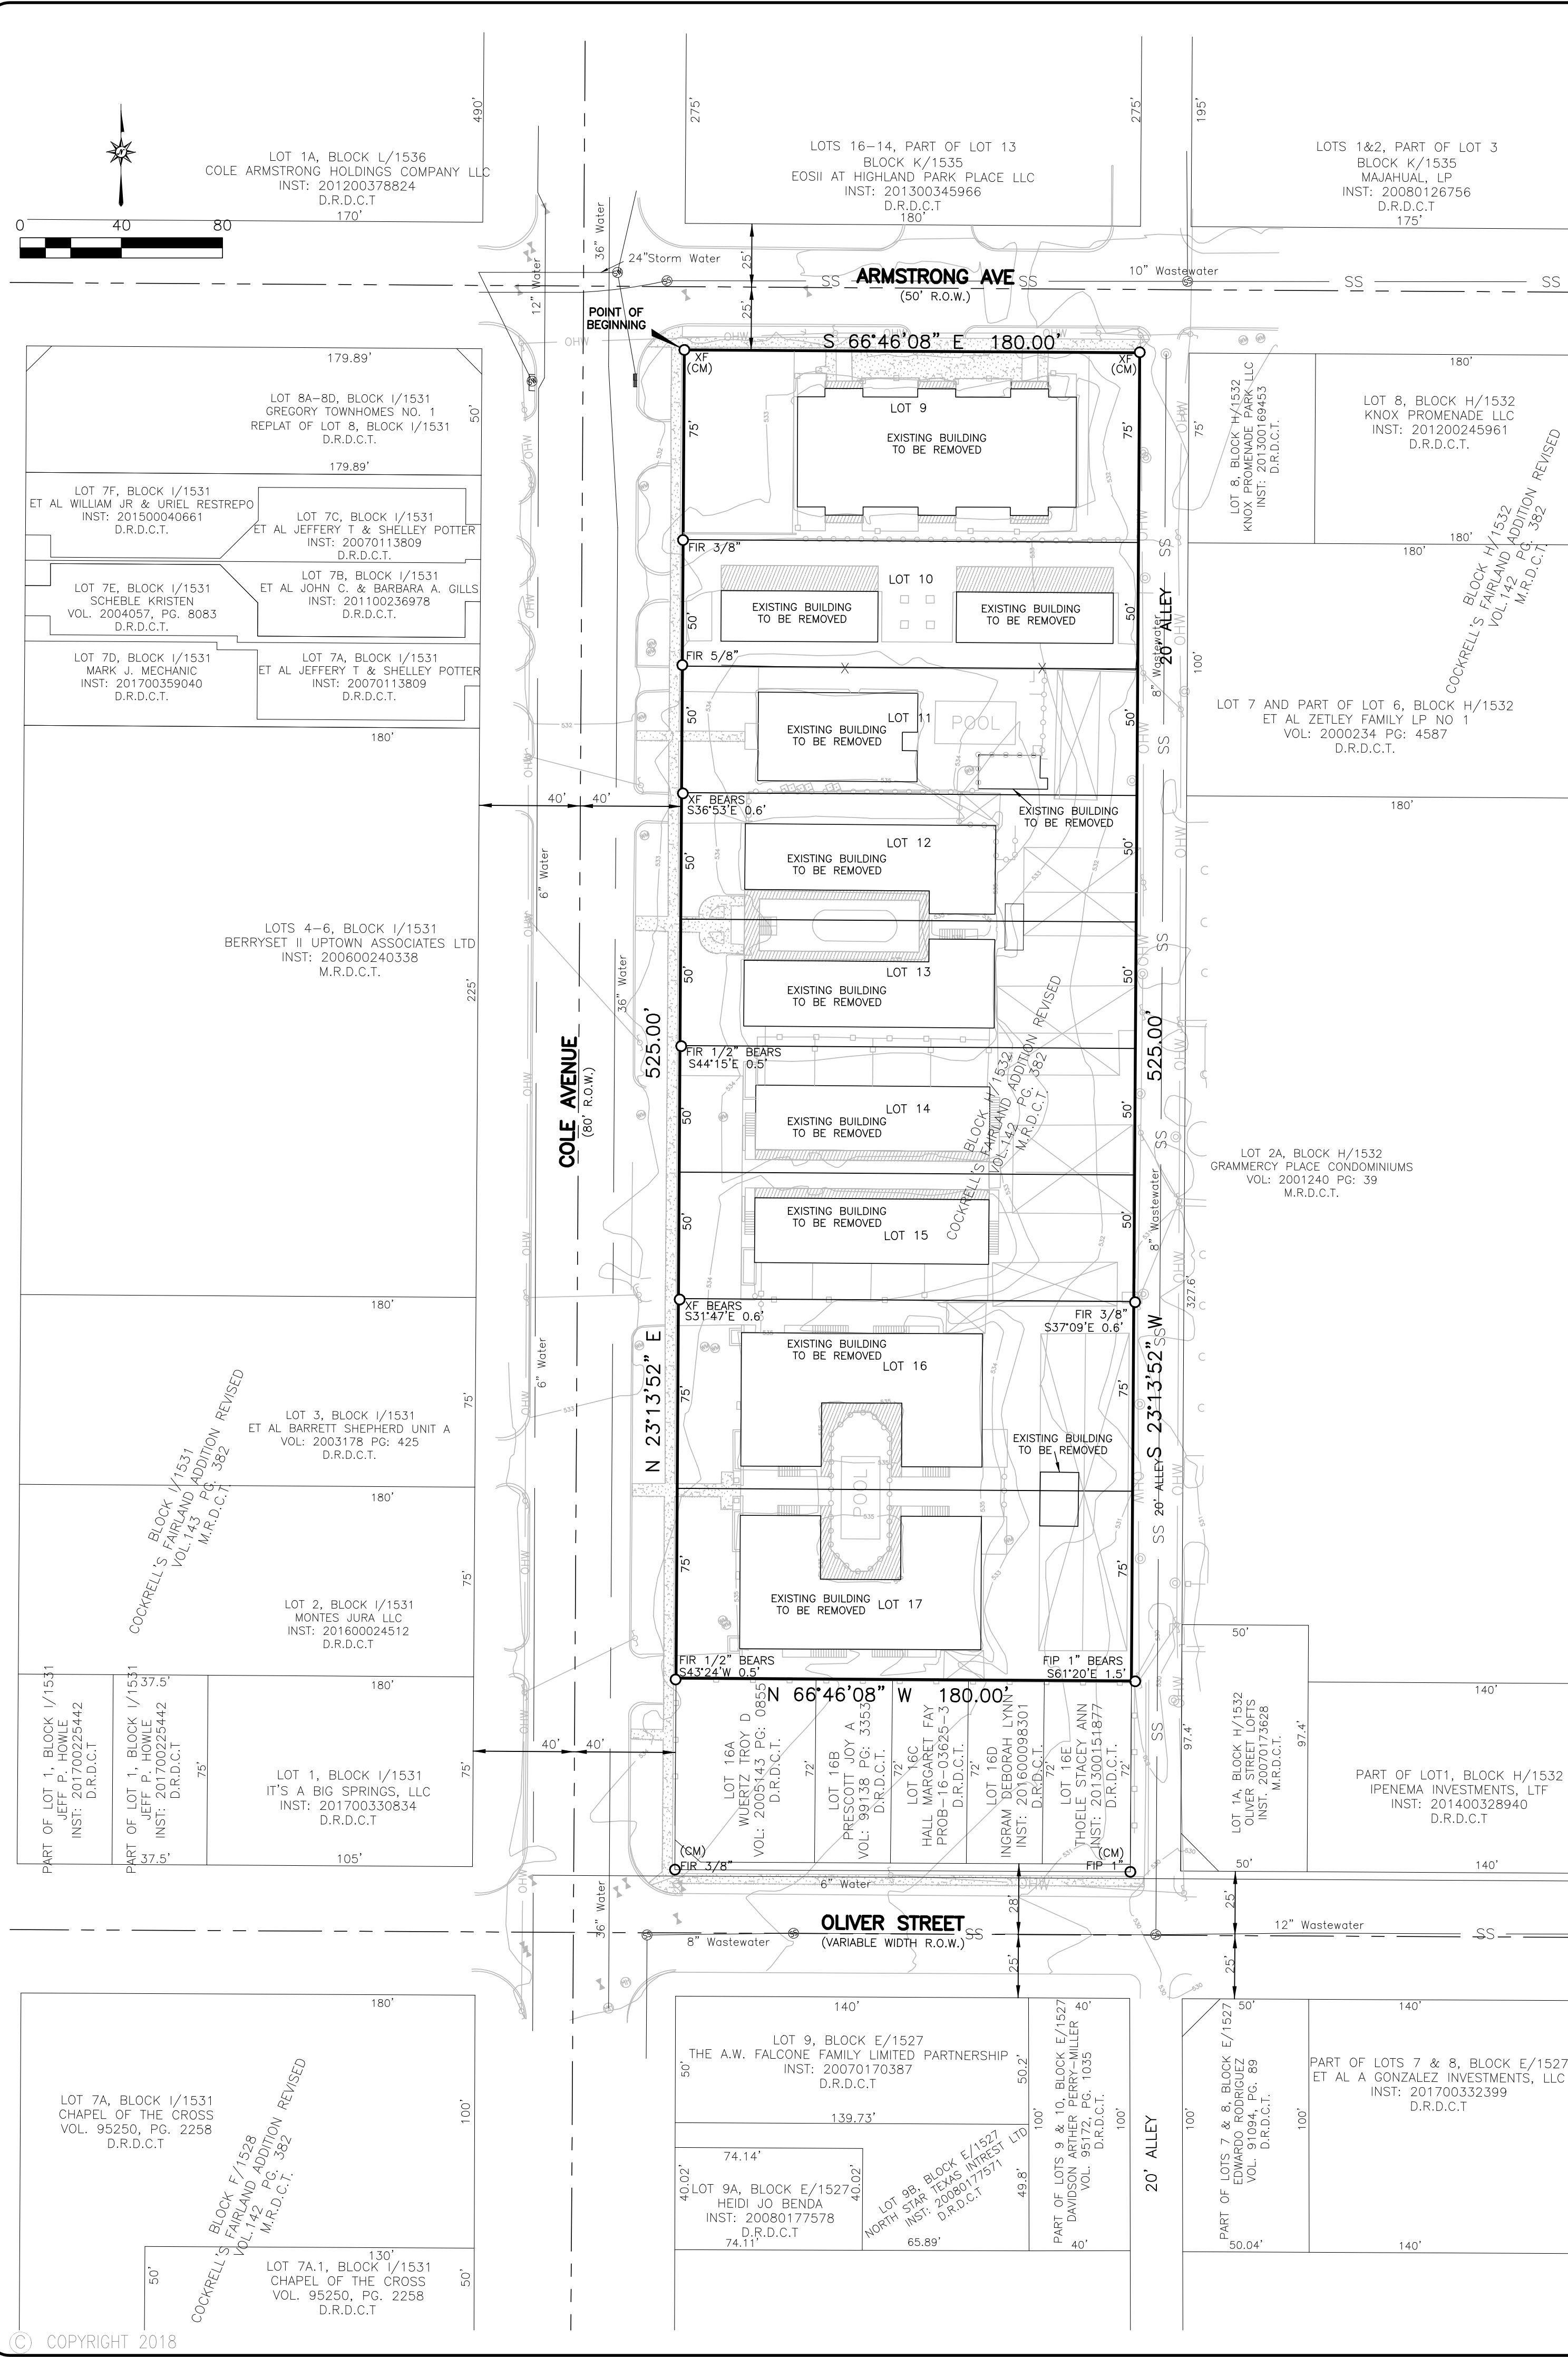 490'
275'
275'
195'
LOT 1A, BLOCK L/1536
COLE ARMSTRONG HOLDINGS COMPANY LLC
INST: 201200378824
D.R.D.C.T
170'
LOTS 16-14, PART OF LOT 13
BLOCK K/1535
EOSII AT HIGHLAND PARK PLACE LLC
INST: 201300345966
D.R.D.C.T
180'
LOTS 1&2, PART OF LOT 3
BLOCK K/1535
MAJAHUAL, LP
INST: 20080126756
D.R.D.C.T
175'
0 40 80
12" Water
36" Water
24"Storm Water
25'
25'
SS
ARMSTRONG AVE
(50' R.O.W.)
SS
10" Wastewater
SS
SS
SS
POINT OF
BEGINNING
OHW
OHW
OHW
S 66°46'08" E 180.00'
XF
(CM)
XF
(CM)
179.89'
LOT 8A-8D, BLOCK I/1531
GREGORY TOWNHOMES NO. 1
REPLAT OF LOT 8, BLOCK I/1531
D.R.D.C.T.
50'
179.89'
LOT 7F, BLOCK I/1531
ET AL WILLIAM JR & URIEL RESTREPO
INST: 201500040661
D.R.D.C.T.
LOT 7C, BLOCK I/1531
ET AL JEFFERY T & SHELLEY POTTER
INST: 20070113809
D.R.D.C.T.
LOT 7E, BLOCK I/1531
SCHEBLE KRISTEN
VOL. 2004057, PG. 8083
D.R.D.C.T.
LOT 7B, BLOCK I/1531
ET AL JOHN C. & BARBARA A. GILLS
INST: 201100236978
D.R.D.C.T.
LOT 7D, BLOCK I/1531
MARK J. MECHANIC
INST: 201700359040
D.R.D.C.T.
LOT 7A, BLOCK I/1531
ET AL JEFFERY T & SHELLEY POTTER
INST: 20070113809
D.R.D.C.T.
180'
LOT 9
EXISTING BUILDING
TO BE REMOVED
75'
75'
75'
LOT 8, BLOCK H/1532
KNOX PROMENADE PARK LLC
INST: 201300169453
D.R.D.C.T.
180'
LOT 8, BLOCK H/1532
KNOX PROMENADE LLC
INST: 201200245961
D.R.D.C.T.
180'
180'
BLOCK H/1532
COCKRELL'S FAIRLAND ADDITION REVISED
VOL.142 PG. 382
M.R.D.C.T.
FIR 3/8"
LOT 10
EXISTING BUILDING
TO BE REMOVED
EXISTING BUILDING
TO BE REMOVED
50'
50'
20' ALLEY
8" Wastewater
100'
FIR 5/8"
LOT 7 AND PART OF LOT 6, BLOCK H/1532
ET AL ZETLEY FAMILY LP NO 1
VOL: 2000234 PG: 4587
D.R.D.C.T.
180'
LOT 11
POOL
EXISTING BUILDING
TO BE REMOVED
50'
50'
EXISTING BUILDING
TO BE REMOVED
40'
40'
XF BEARS
S36°53'E 0.6'
6" Water
36" Water
LOT 12
EXISTING BUILDING
TO BE REMOVED
50'
50'
LOTS 4-6, BLOCK I/1531
BERRYSET II UPTOWN ASSOCIATES LTD
INST: 200600240338
M.R.D.C.T.
225'
LOT 13
EXISTING BUILDING
TO BE REMOVED
50'
50'
525.00'
525.00'
COLE AVENUE
(80' R.O.W.)
FIR 1/2" BEARS
S44°15'E 0.5'
BLOCK H/1532
COCKRELL'S FAIRLAND ADDITION REVISED
VOL.142 PG. 382
M.R.D.C.T.
LOT 14
EXISTING BUILDING
TO BE REMOVED
50'
50'
LOT 2A, BLOCK H/1532
GRAMMERCY PLACE CONDOMINIUMS
VOL: 2001240 PG: 39
M.R.D.C.T.
EXISTING BUILDING
TO BE REMOVED
LOT 15
50'
50'
8" Wastewater
327.6'
180'
XF BEARS
S31°47'E 0.6'
FIR 3/8"
S37°09'E 0.6'
6" Water
N 23°13'52" E
S 23°13'52" W
20' ALLEY
EXISTING BUILDING
TO BE REMOVED
LOT 16
75'
75'
POOL
EXISTING BUILDING
TO BE REMOVED
LOT 3, BLOCK I/1531
ET AL BARRETT SHEPHERD UNIT A
VOL: 2003178 PG: 425
D.R.D.C.T.
75'
180'
BLOCK I/1531
COCKRELL'S FAIRLAND ADDITION REVISED
VOL.143 PG. 382
M.R.D.C.T.
LOT 2, BLOCK I/1531
MONTES JURA LLC
INST: 201600024512
D.R.D.C.T
75'
EXISTING BUILDING
TO BE REMOVED
LOT 17
75'
75'
FIR 1/2" BEARS
S43°24'W 0.5'
FIP 1" BEARS
S61°20'E 1.5'
N 66°46'08" W 180.00'
PART OF LOT 1, BLOCK I/1531
JEFF P. HOWLE
INST: 201700225442
D.R.D.C.T
37.5'
PART OF LOT 1, BLOCK I/1531
JEFF P. HOWLE
INST: 201700225442
D.R.D.C.T
75'
37.5'
180'
LOT 1, BLOCK I/1531
IT'S A BIG SPRINGS, LLC
INST: 201700330834
D.R.D.C.T
75'
105'
40'
40'
LOT 16A
WUERTZ TROY D
VOL: 2005143 PG: 0855
D.R.D.C.T.
72'
LOT 16B
PRESCOTT JOY A
VOL: 99138 PG: 3353
D.R.D.C.T.
72'
LOT 16C
HALL MARGARET FAY
PROB-16-03625-3
D.R.D.C.T.
72'
LOT 16D
INGRAM DEBORAH LYNN
INST: 201600098301
D.R.D.C.T.
72'
LOT 16E
THOELE STACEY ANN
INST: 201300151877
D.R.D.C.T.
72'
(CM)
FIR 3/8"
(CM)
FIP 1"
50'
97.4'
LOT 1A, BLOCK H/1532
OLIVER STREET LOFTS
INST. 20070173628
M.R.D.C.T.
97.4'
50'
140'
PART OF LOT1, BLOCK H/1532
IPENEMA INVESTMENTS, LTF
INST: 201400328940
D.R.D.C.T
140'
6" Water
36" Water
28'
25'
25'
25'
8" Wastewater
OLIVER STREET
(VARIABLE WIDTH R.O.W.)
SS
12" Wastewater
SS
180'
LOT 7A, BLOCK I/1531
CHAPEL OF THE CROSS
VOL. 95250, PG. 2258
D.R.D.C.T
100'
BLOCK F/1528
COCKRELL'S FAIRLAND ADDITION REVISED
VOL.142 PG. 382
M.R.D.C.T.
130'
50'
LOT 7A.1, BLOCK I/1531
CHAPEL OF THE CROSS
VOL. 95250, PG. 2258
D.R.D.C.T
50'
140'
LOT 9, BLOCK E/1527
THE A.W. FALCONE FAMILY LIMITED PARTNERSHIP
INST: 20070170387
D.R.D.C.T
50'
50.2'
139.73'
74.14'
40.02'
LOT 9A, BLOCK E/1527
HEIDI JO BENDA
INST: 20080177578
D.R.D.C.T
40.02'
74.11'
LOT 9B, BLOCK E/1527
NORTH STAR TEXAS INTREST LTD
INST: 20080177571
D.R.D.C.T
49.8'
65.89'
40'
100'
PART OF LOTS 9 & 10, BLOCK E/1527
DAVIDSON ARTHER PERRY-MILLER
VOL. 95172, PG. 1035
D.R.D.C.T.
100'
40'
20' ALLEY
50'
100'
PART OF LOTS 7 & 8, BLOCK E/1527
EDWARDO RODRIGUEZ
VOL. 91094, PG. 89
D.R.D.C.T.
100'
50.04'
140'
PART OF LOTS 7 & 8, BLOCK E/1527
ET AL A GONZALEZ INVESTMENTS, LLC
INST: 201700332399
D.R.D.C.T
140'
© COPYRIGHT 2018